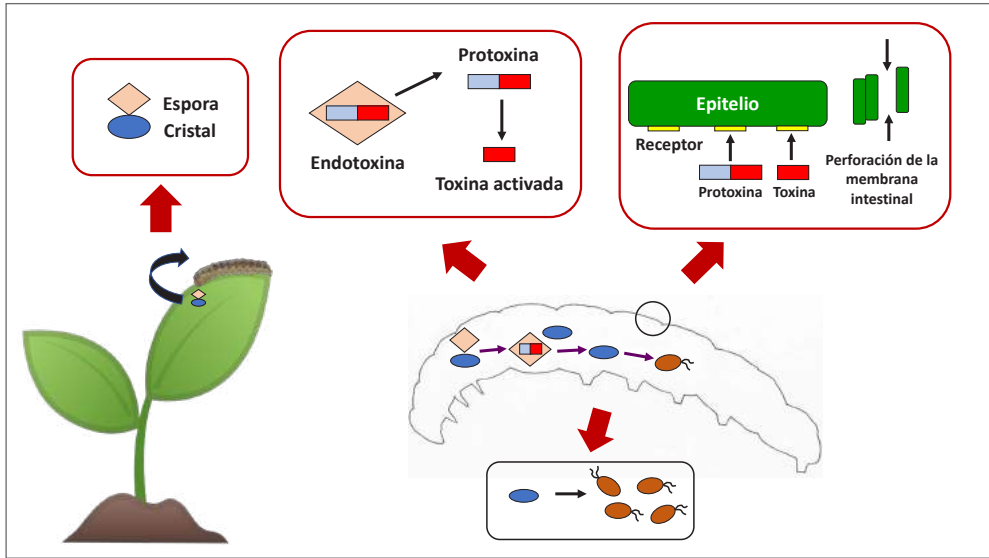 Espora
Cristal
Protoxina
Endotoxina
Toxina activada
Epitelio
Receptor
Protoxina Toxina
Perforación de la
membrana
intestinal